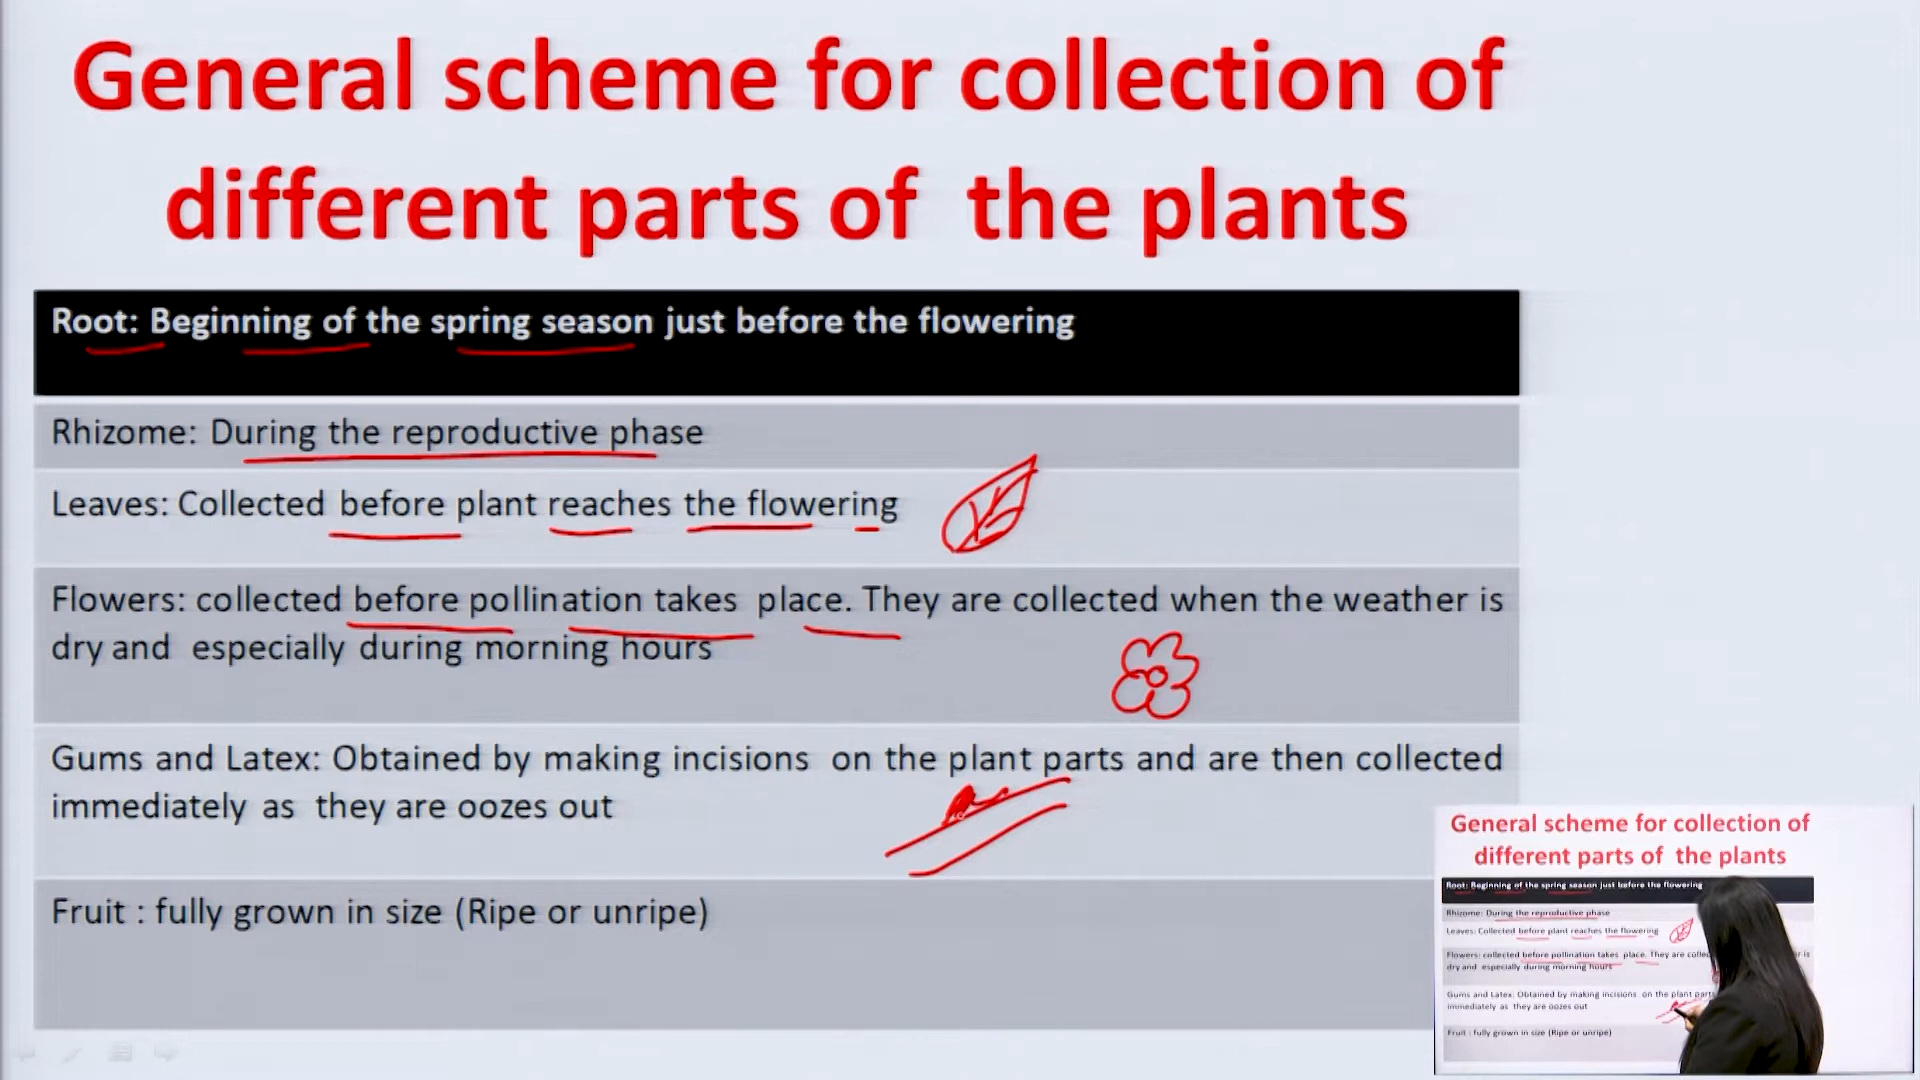 General scheme for collection of
different parts of the plants
Root: Beginning of the spring season just before the flowering
Rhizome: During the reproductive phase
Leaves: Collected before plant reaches the flowering
Flowers: collected before pollination takes place. They are collected when the weather is
dry and especially during morning hours
Gums and Latex: Obtained by making incisions on the plant parts and are then collected
immediately as they are oozes out
Fruit : fully grown in size (Ripe or unripe)
General scheme for collection of
different parts of the plants
Root: Beginning of the spring season just before the flowering
Rhizome: During the reproductive phase
Leaves: Collected before plant reaches the flowering
Flowers: collected before pollination takes place. They are
dry and especially during morning hours
Gums and Latex: Obtained by making incisions on the plant
immediately as they are oozes out
Fruit : fully grown in size (Ripe or unripe)